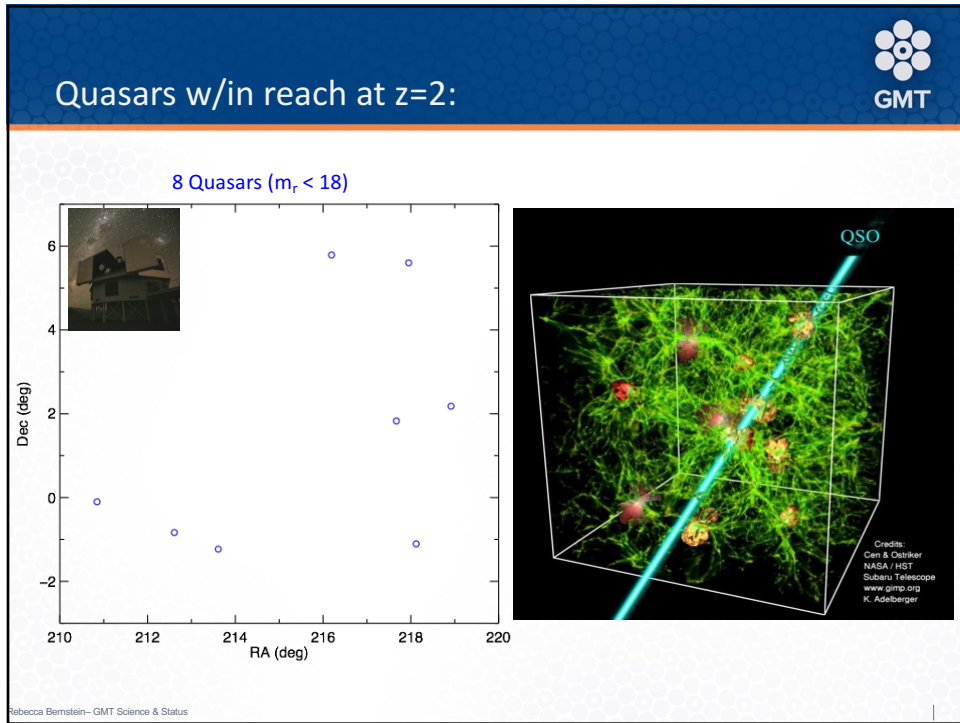 Quasars w/in reach at z=2:
GMT
8 Quasars (mr < 18)
6
4
2
0
−2
Dec (deg)
210
212
214
216
218
220
RA (deg)
QSO
Credits:
Cen & Ostriker
NASA / HST
Subaru Telescope
www.gimp.org
K. Adelberger
Rebecca Bernstein– GMT Science & Status